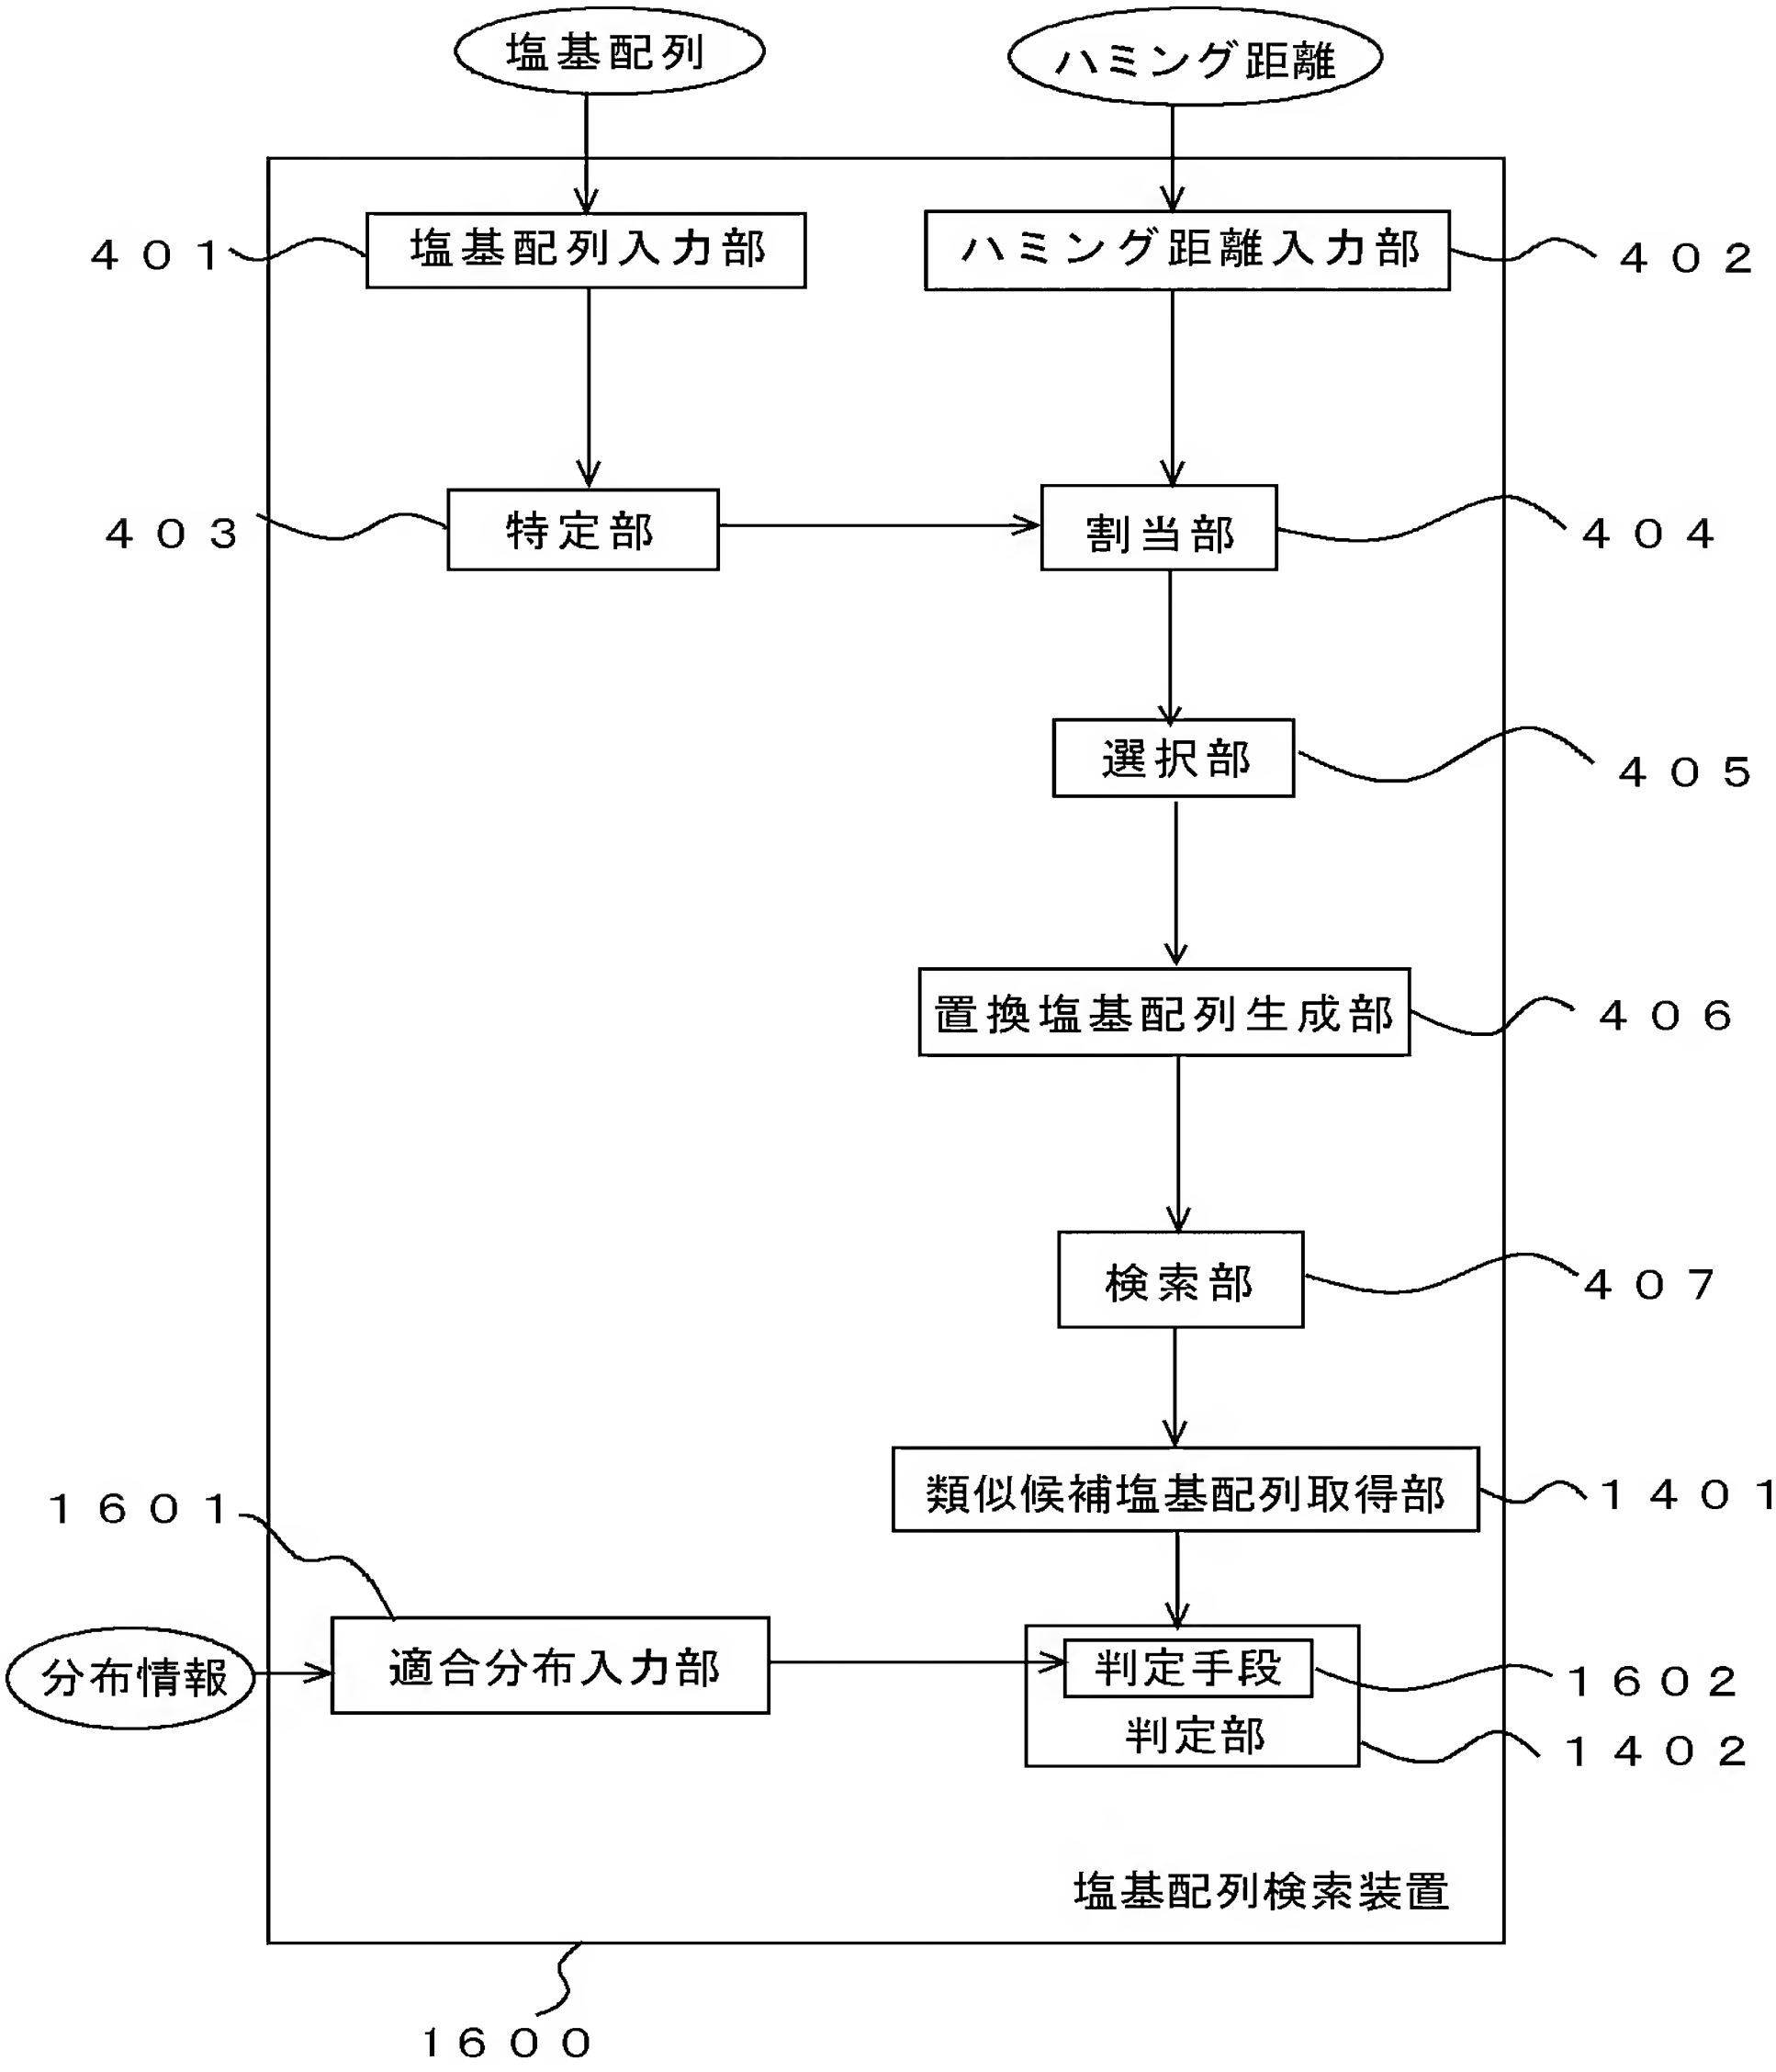 塩基配列
ハミング距離
401
塩基配列入力部
ハミング距離入力部
402
403
特定部
割当部
404
選択部
405
置換塩基配列生成部
406
検索部
407
類似候補塩基配列取得部
1401
1601
分布情報
適合分布入力部
判定手段
1602
判定部
1402
塩基配列検索装置
1600